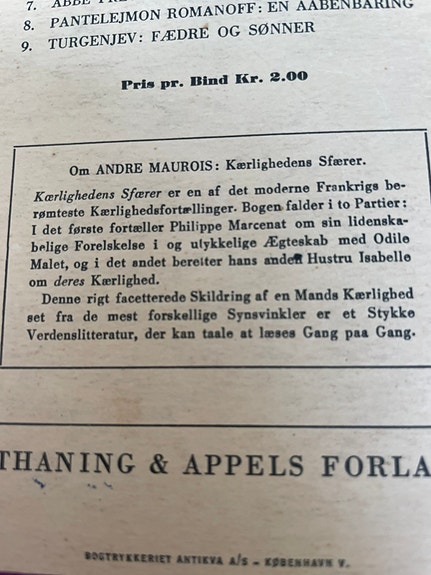 7. ABBE PRE
8. PANTELEJMON ROMANOFF: EN AABENBARING
9. TURGENJEV: FÆDRE OG SØNNER
Pris pr. Bind Kr. 2.00
Om ANDRE MAUROIS: Kærlighedens Sfærer.
Kærlighedens Sfærer er en af det moderne Frankrigs be-
rømteste Kærlighedsfortællinger. Bogen falder i to Partier:
I det første fortæller Philippe Marcenat om sin lidenska-
belige Forelskelse i og ulykkelige Ægteskab med Odile
Malet, og i det andet beretter hans anden Hustru Isabelle
om deres Kærlighed.
Denne rigt facetterede Skildring af en Mands Kærlighed
set fra de mest forskellige Synsvinkler er et Stykke
Verdenslitteratur, der kan taale at læses Gang paa Gang.
THANING & APPELS FORLA
BOGTRYKKERIET ANTIKVA A/S - KØBENHAVN V.